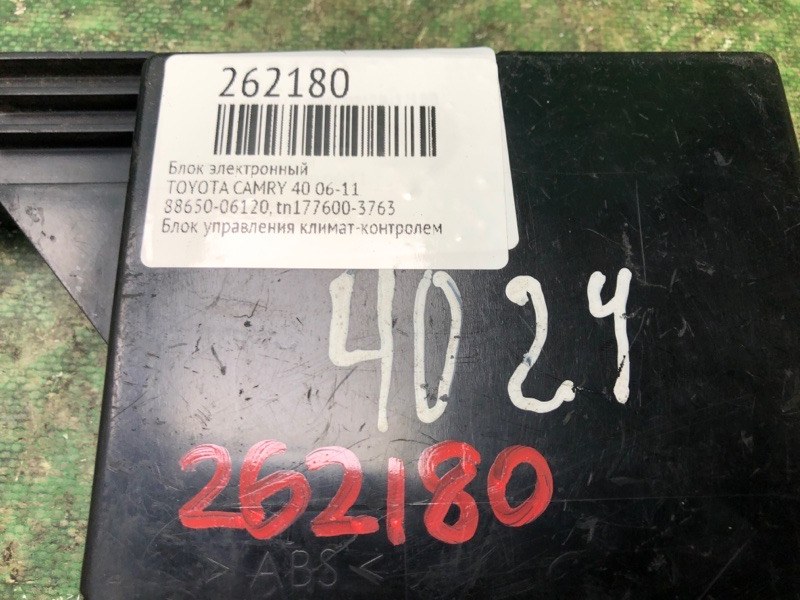 262180
Блок электронный
TOYOTA CAMRY 40 06-11
88650-06120, tn177600-3763
Блок управления климат-контролем
40 24
262180
> ABS <